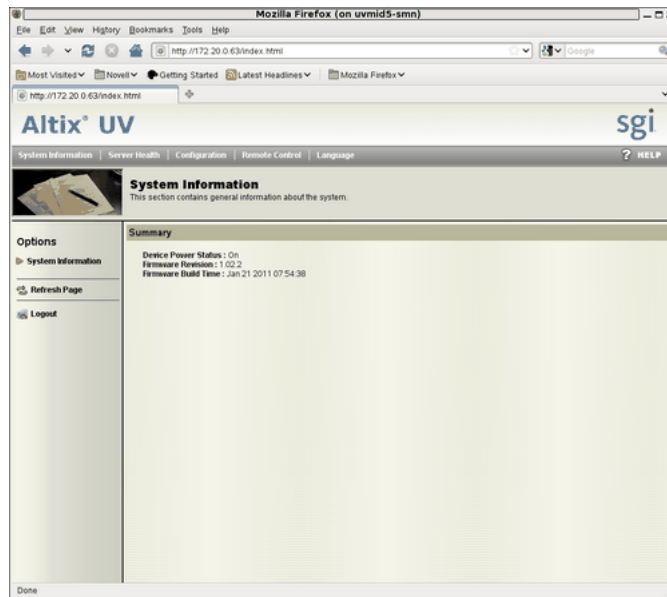 Mozilla Firefox (on uvmid5-smn)
File Edit View History Bookmarks Tools Help
http://172.20.0.63/index.html
Google
Most Visited Novell Getting Started Latest Headlines Mozilla Firefox
http://172.20.0.63/index.html
Altix® UV
sgi
System Information | Server Health | Configuration | Remote Control | Language
? HELP
System Information
This section contains general information about the system.
Options
System Information
Refresh Page
Logout
Summary
Device Power Status : On
Firmware Revision : 1.02.2
Firmware Build Time : Jan 21 2011 07:54:38
Done